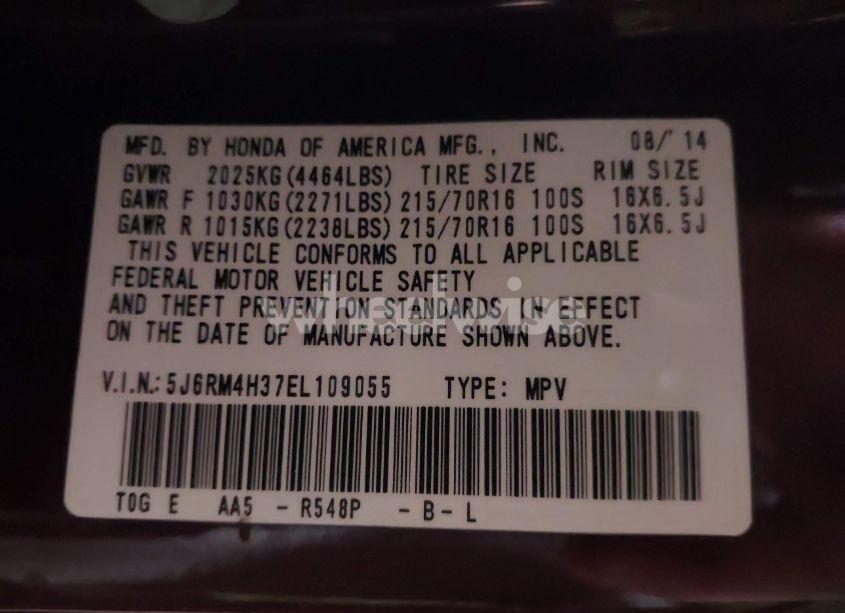 MFD. BY HONDA OF AMERICA MFG., INC. 08/'14
GVWR 2025KG(4464LBS) TIRE SIZE RIM SIZE
GAWR F 1030KG(2271LBS) 215/70R16 100S 16X6.5J
GAWR R 1015KG(2238LBS) 215/70R16 100S 16X6.5J
THIS VEHICLE CONFORMS TO ALL APPLICABLE
FEDERAL MOTOR VEHICLE SAFETY
AND THEFT PREVENTION STANDARDS IN EFFECT
ON THE DATE OF MANUFACTURE SHOWN ABOVE.
wheelwise
V.I.N.: 5J6RM4H37EL109055 TYPE: MPV
T0G E AA5 - R548P - B - L